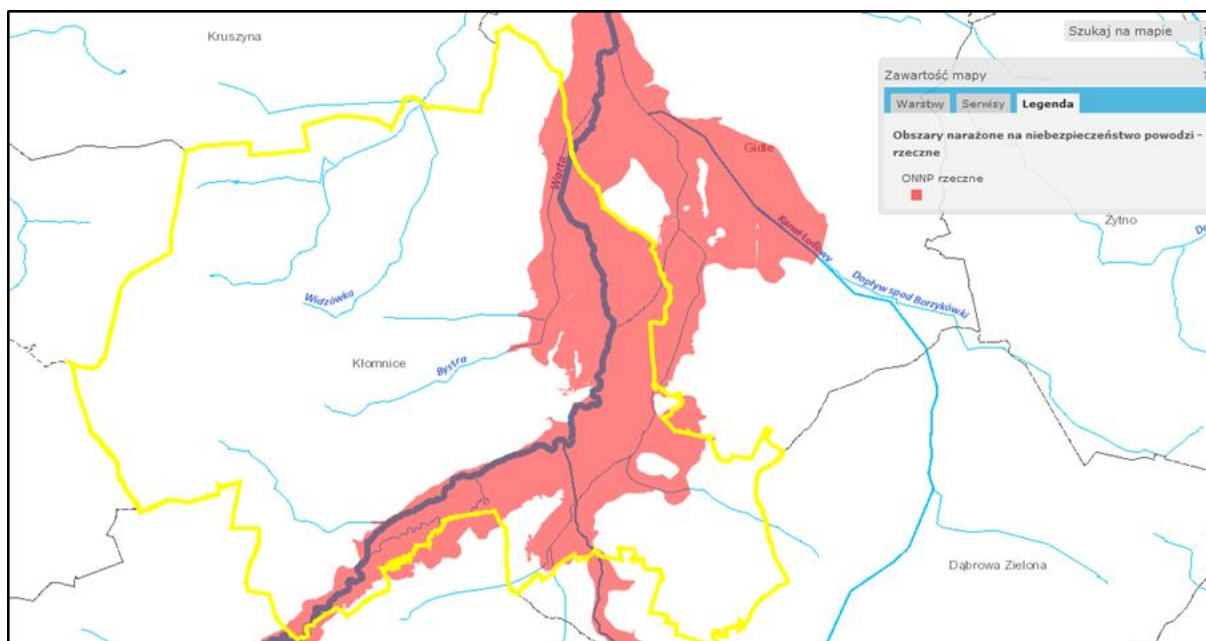 Kruszyna
Szukaj na mapie
Zawartość mapy
Warstwy Serwisy Legenda
Obszary narażone na niebezpieczeństwo powodzi -
rzeczne
ONNP rzeczne
Gidle
Warta
Kanał Lodowy
Żytno
Dopływ spod Borzykówki
Widzówka
Kłomnice
Bystra
Dąbrowa Zielona